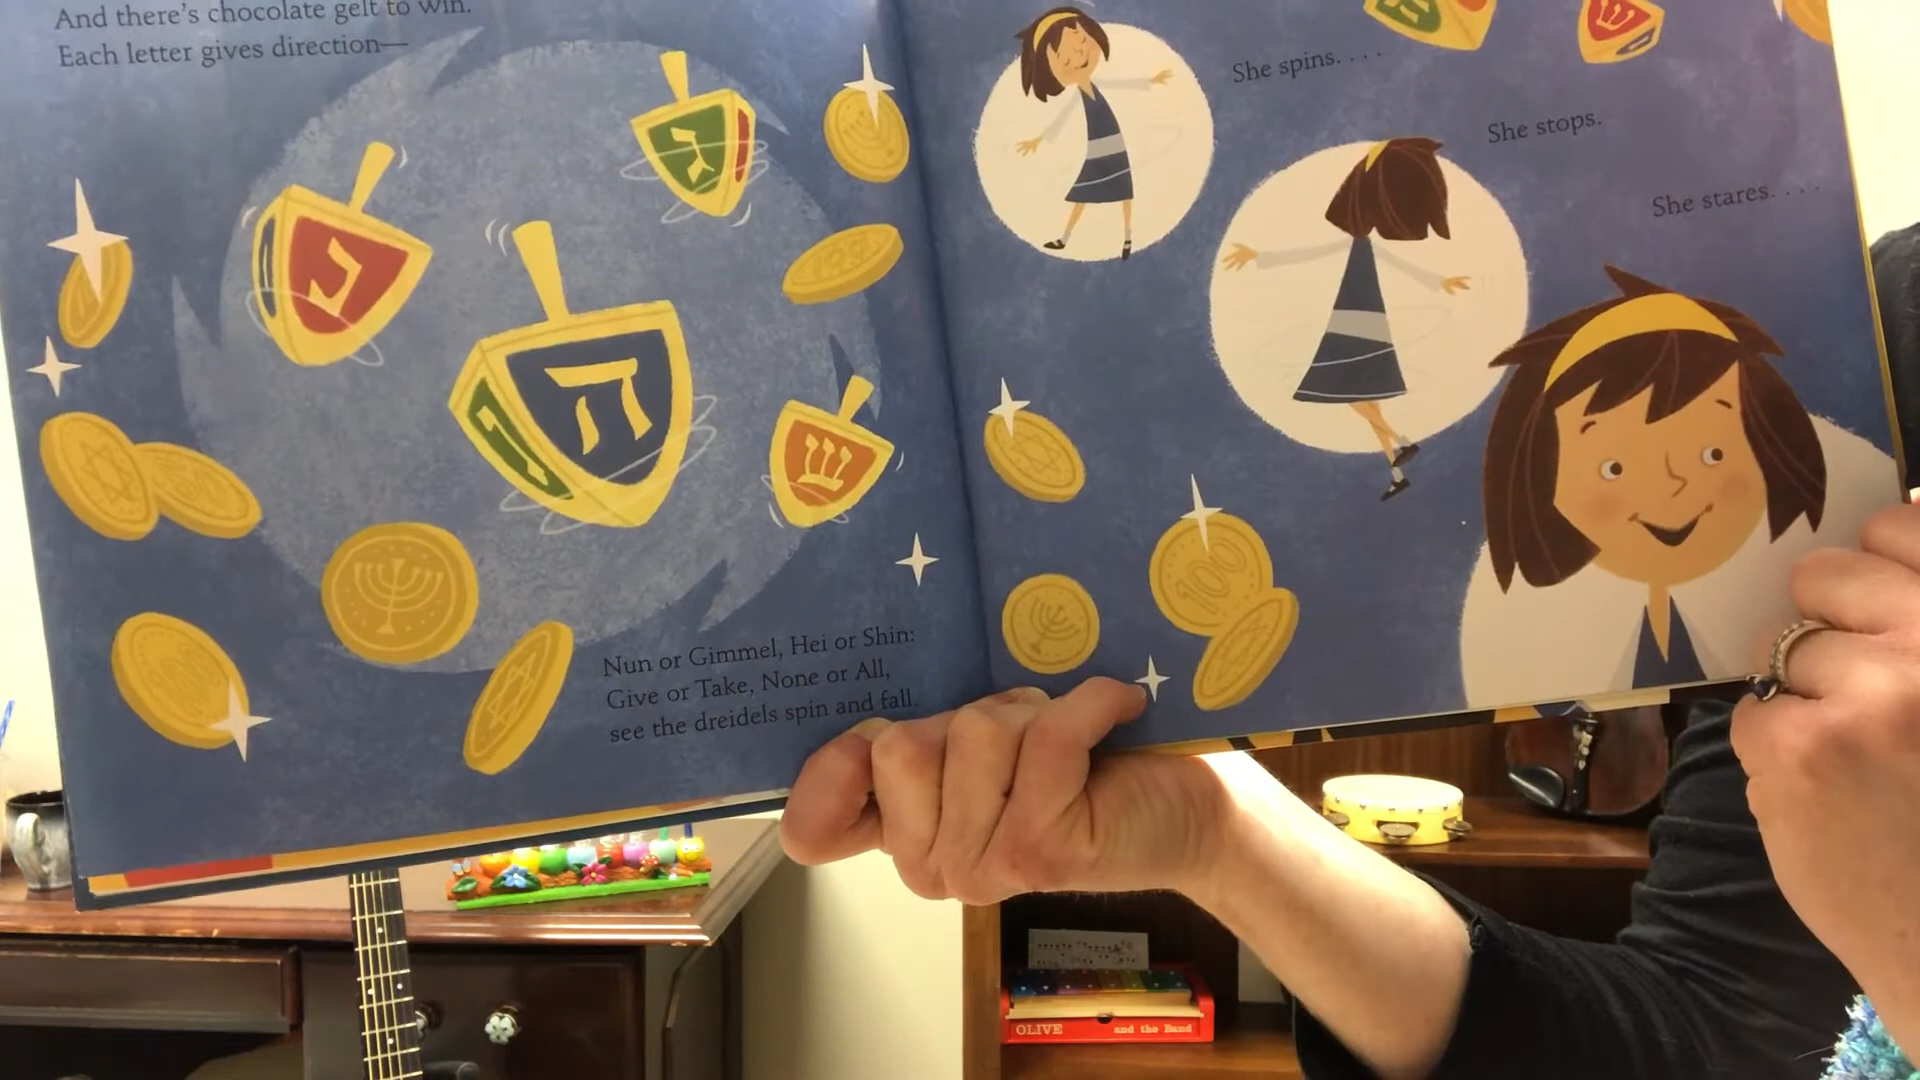 And there's chocolate gelt to win.
Each letter gives direction—
נ
ג
ה
נ
ש
100
Nun or Gimmel, Hei or Shin:
Give or Take, None or All,
see the dreidels spin and fall.
She spins. . . .
She stops.
She stares. . . . .
ש
100
OLIVE and the Band